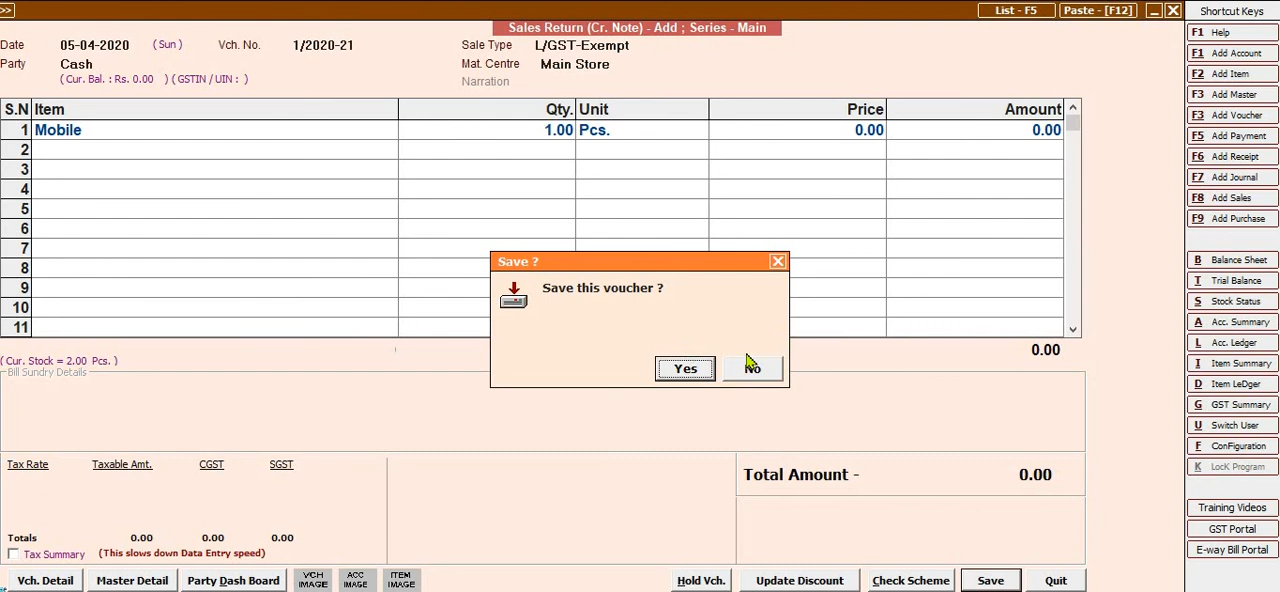 >> List - F5 Paste - [F12] Shortcut Keys
Sales Return (Cr. Note) - Add ; Series - Main
Date 05-04-2020 (Sun) Vch. No. 1/2020-21 Sale Type L/GST-Exempt
Party Cash Mat. Centre Main Store
(Cur. Bal. : Rs. 0.00 ) (GSTIN / UIN : ) Narration
S.N Item Qty. Unit Price Amount
1 Mobile 1.00 Pcs. 0.00 0.00
2
3
4
5
6
7
8
9
10
11
Save ?
Save this voucher ?
Yes No
(Cur. Stock = 2.00 Pcs. ) 0.00
Bill Sundry Details
Tax Rate Taxable Amt. CGST SGST
Total Amount - 0.00
Totals 0.00 0.00 0.00
Tax Summary (This slows down Data Entry speed)
Vch. Detail Master Detail Party Dash Board VCH IMAGE ACC IMAGE ITEM IMAGE Hold Vch. Update Discount Check Scheme Save Quit
F1 Help
F1 Add Account
F2 Add Item
F3 Add Master
F3 Add Voucher
F5 Add Payment
F6 Add Receipt
F7 Add Journal
F8 Add Sales
F9 Add Purchase
B Balance Sheet
T Trial Balance
S Stock Status
A Acc. Summary
L Acc. Ledger
I Item Summary
D Item LeDger
G GST Summary
U Switch User
F ConFiguration
K LocK Program
Training Videos
GST Portal
E-way Bill Portal